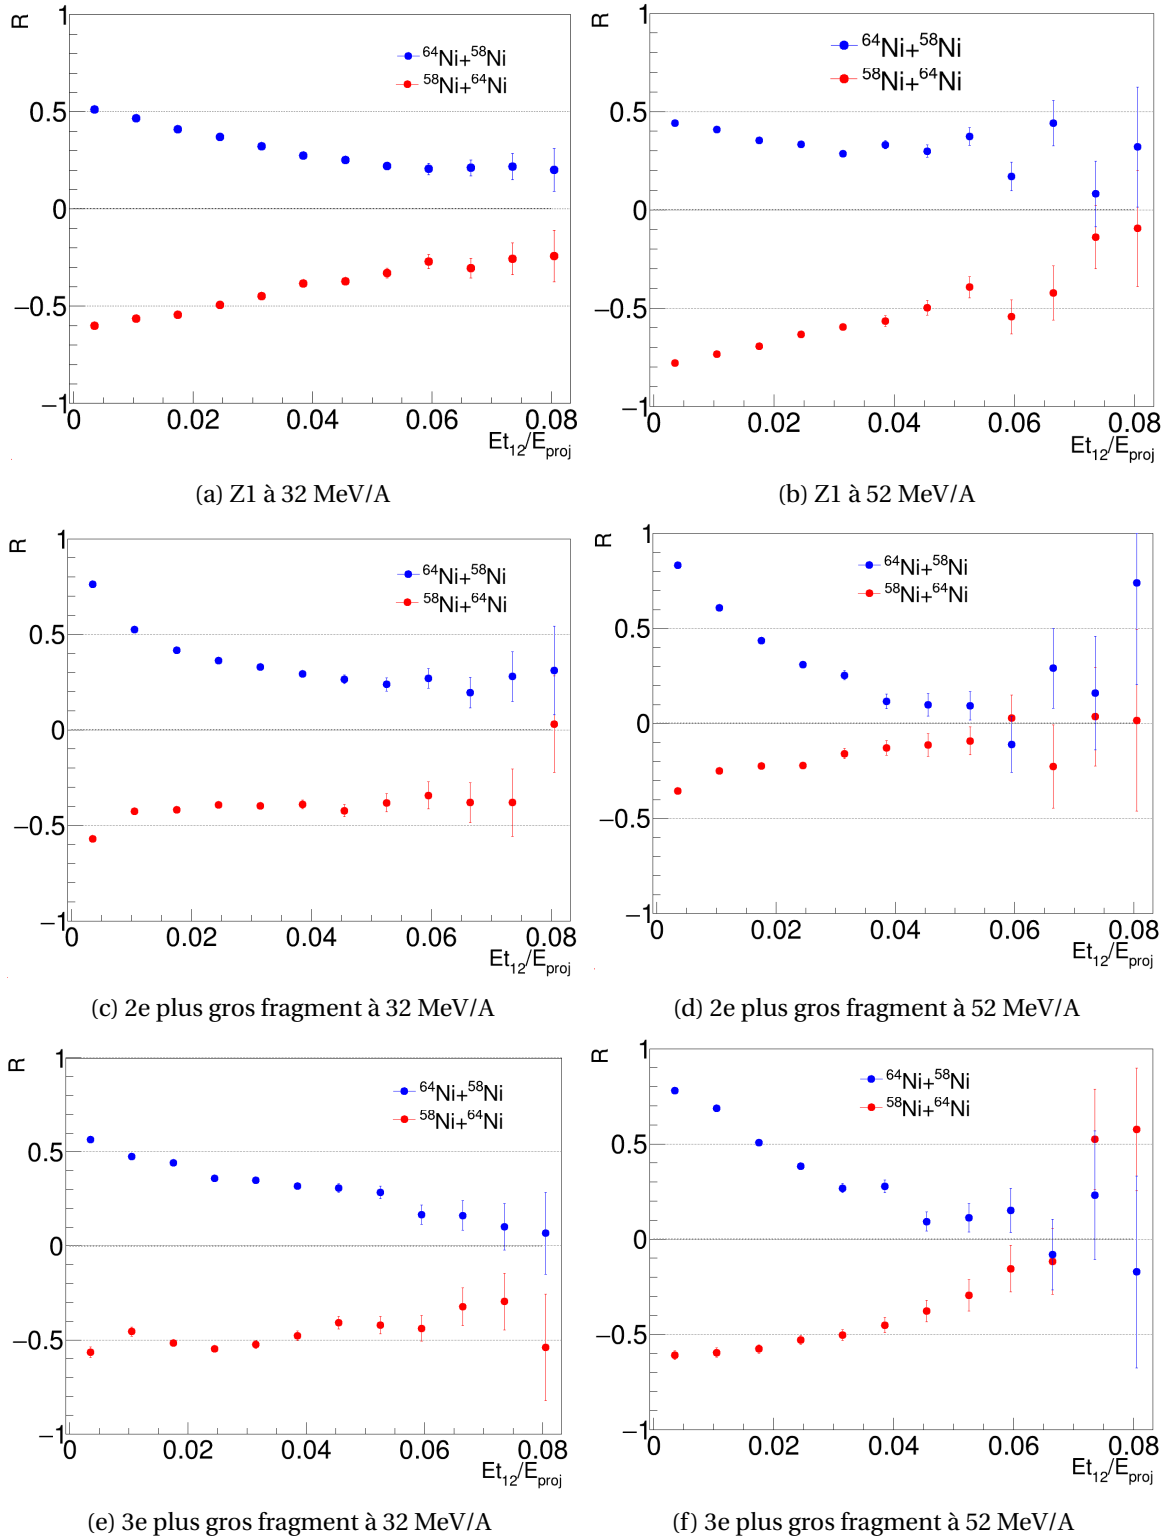 R
1
0.5
0
−0.5
−1
64Ni+58Ni
58Ni+64Ni
0 0.02 0.04 0.06 0.08
Et12/Eproj
(a) Z1 à 32 MeV/A
R
1
0.5
0
−0.5
−1
64Ni+58Ni
58Ni+64Ni
0 0.02 0.04 0.06 0.08
Et12/Eproj
(b) Z1 à 52 MeV/A
R
1
0.5
0
−0.5
−1
64Ni+58Ni
58Ni+64Ni
0 0.02 0.04 0.06 0.08
Et12/Eproj
(c) 2e plus gros fragment à 32 MeV/A
R
1
0.5
0
−0.5
−1
64Ni+58Ni
58Ni+64Ni
0 0.02 0.04 0.06 0.08
Et12/Eproj
(d) 2e plus gros fragment à 52 MeV/A
R
1
0.5
0
−0.5
−1
64Ni+58Ni
58Ni+64Ni
0 0.02 0.04 0.06 0.08
Et12/Eproj
(e) 3e plus gros fragment à 32 MeV/A
R
1
0.5
0
−0.5
−1
64Ni+58Ni
58Ni+64Ni
0 0.02 0.04 0.06 0.08
Et12/Eproj
(f) 3e plus gros fragment à 52 MeV/A